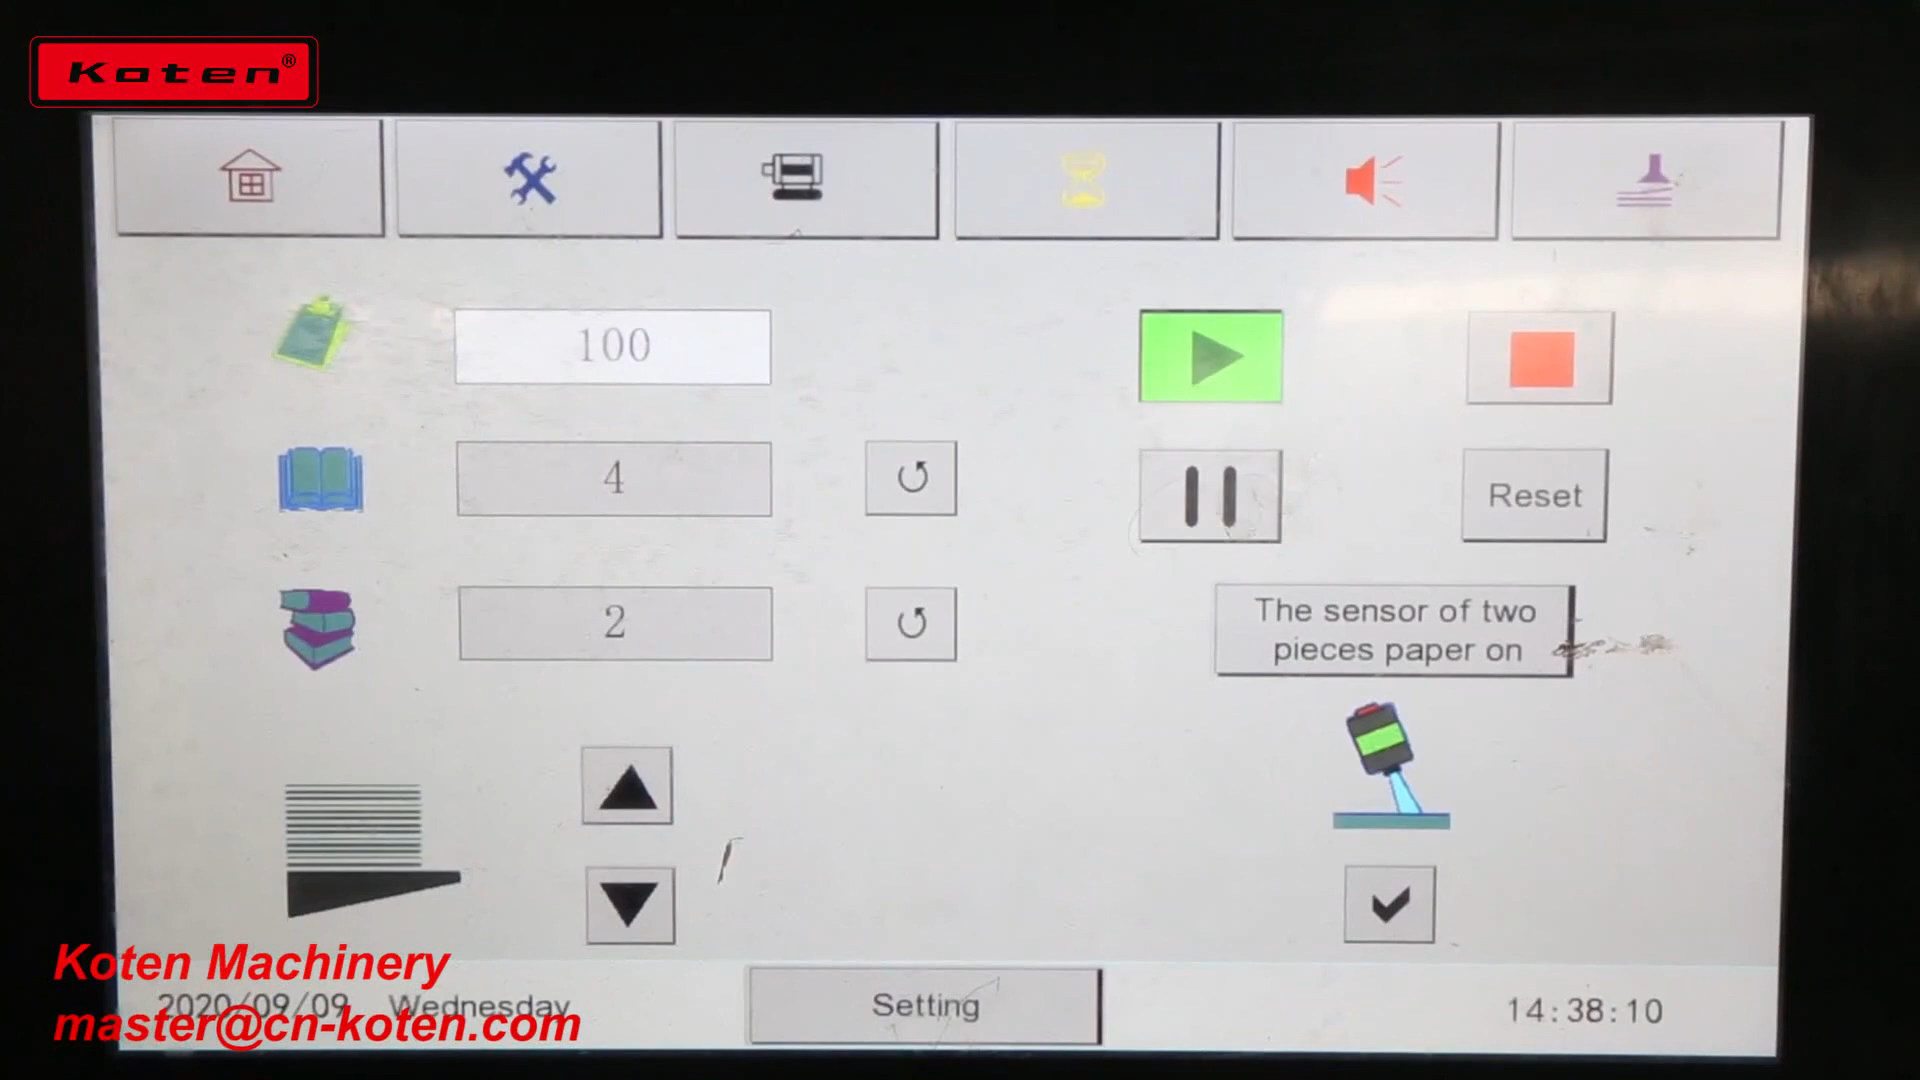 Koten®
100
4
Reset
2
The sensor of two
pieces paper on
Koten Machinery
2020/09/09 Wednesday
Setting
14:38:10
master@cn-koten.com